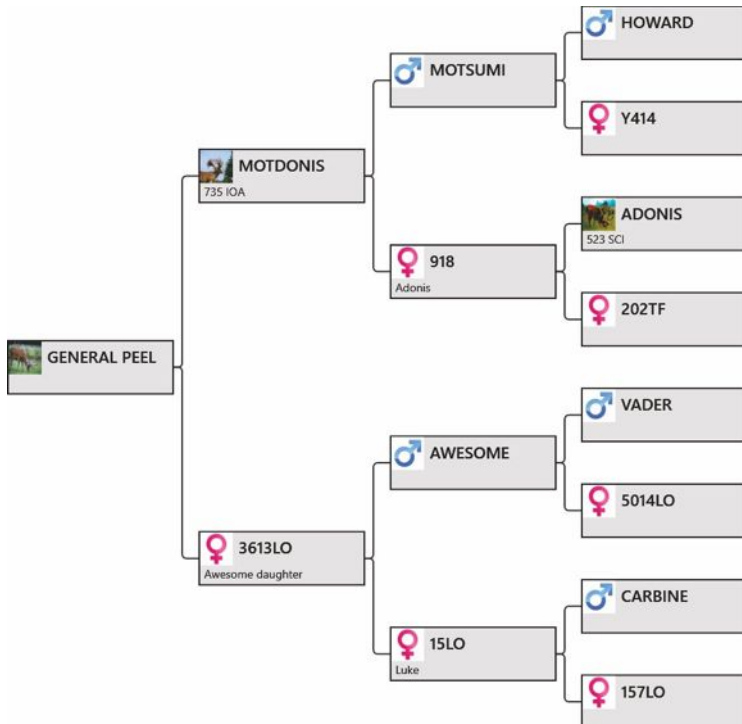 HOWARD
MOTSUMI
Y414
MOTDONIS
735 IOA
ADONIS
523 SCI
918
Adonis
202TF
GENERAL PEEL
VADER
AWESOME
5014LO
3613LO
Awesome daughter
CARBINE
15LO
Luke
157LO